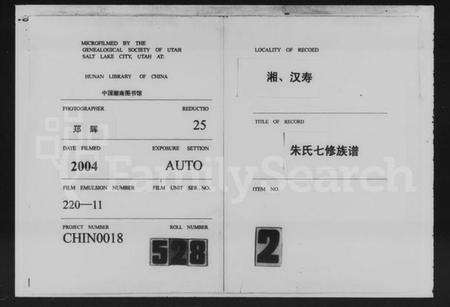 MICROFILMED BY THE
GENEALOGICAL SOCIETY OF UTAH
SALT LAKE CITY, UTAH AT:
HUNAN LIBRARY OF CHINA
中国湖南图书馆
FOTOGRAPHER
REDUCTIO
郑 辉
25
DATE FILMED
EXPOSURE SETTION
2004
AUTO
FILM EMULSION NUMBER
FILM UNIT SER. NO.
220—11
PROJECT NUMBER
ROLL NUMBER
CHIN0018
528
LOCALITY OF RECOED
湘、汉寿
TITLE OF RECORD
朱氏七修族谱
ITEM NO.
2
FamilySearch